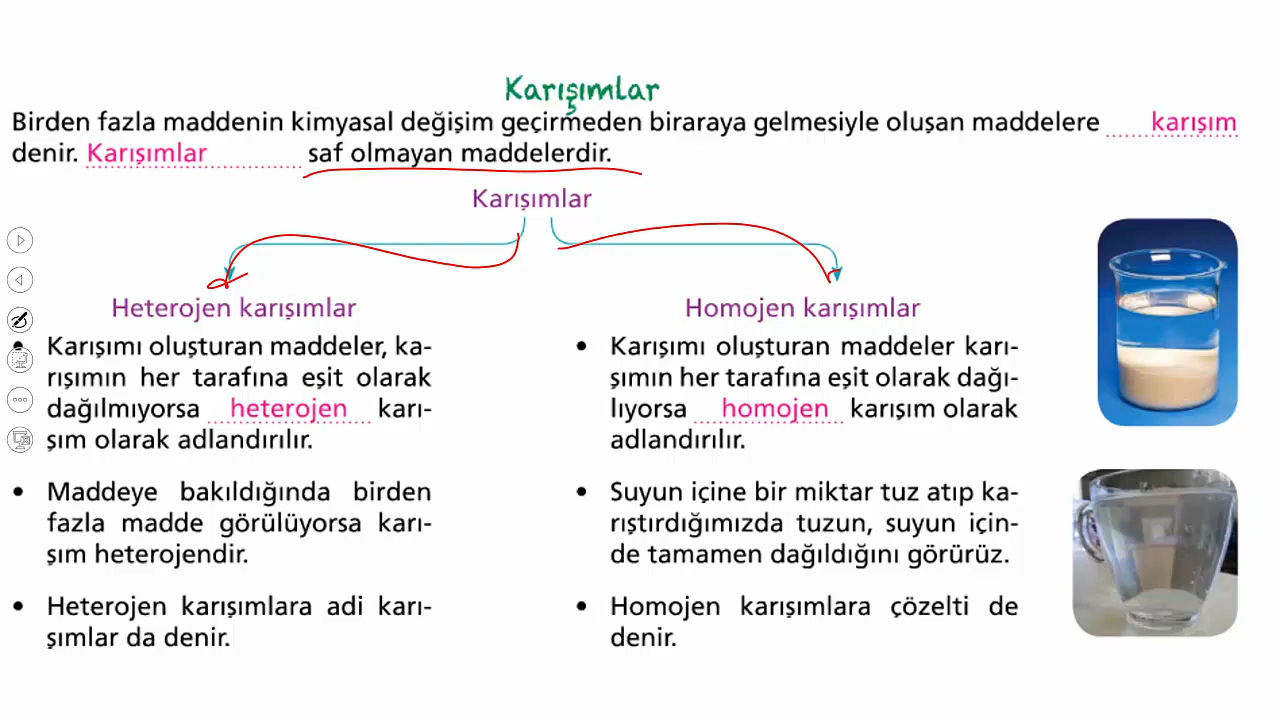 Karışımlar
Birden fazla maddenin kimyasal değişim geçirmeden biraraya gelmesiyle oluşan maddelere karışım
denir. Karışımlar saf olmayan maddelerdir.
Karışımlar
Heterojen karışımlar
Karışımı oluşturan maddeler, ka-
rışımın her tarafına eşit olarak
dağılmıyorsa heterojen karı-
şım olarak adlandırılır.
• Maddeye bakıldığında birden
fazla madde görülüyorsa karı-
şım heterojendir.
• Heterojen karışımlara adi karı-
şımlar da denir.
Homojen karışımlar
• Karışımı oluşturan maddeler karı-
şımın her tarafına eşit olarak dağı-
lıyorsa homojen karışım olarak
adlandırılır.
• Suyun içine bir miktar tuz atıp ka-
rıştırdığımızda tuzun, suyun için-
de tamamen dağıldığını görürüz.
• Homojen karışımlara çözelti de
denir.